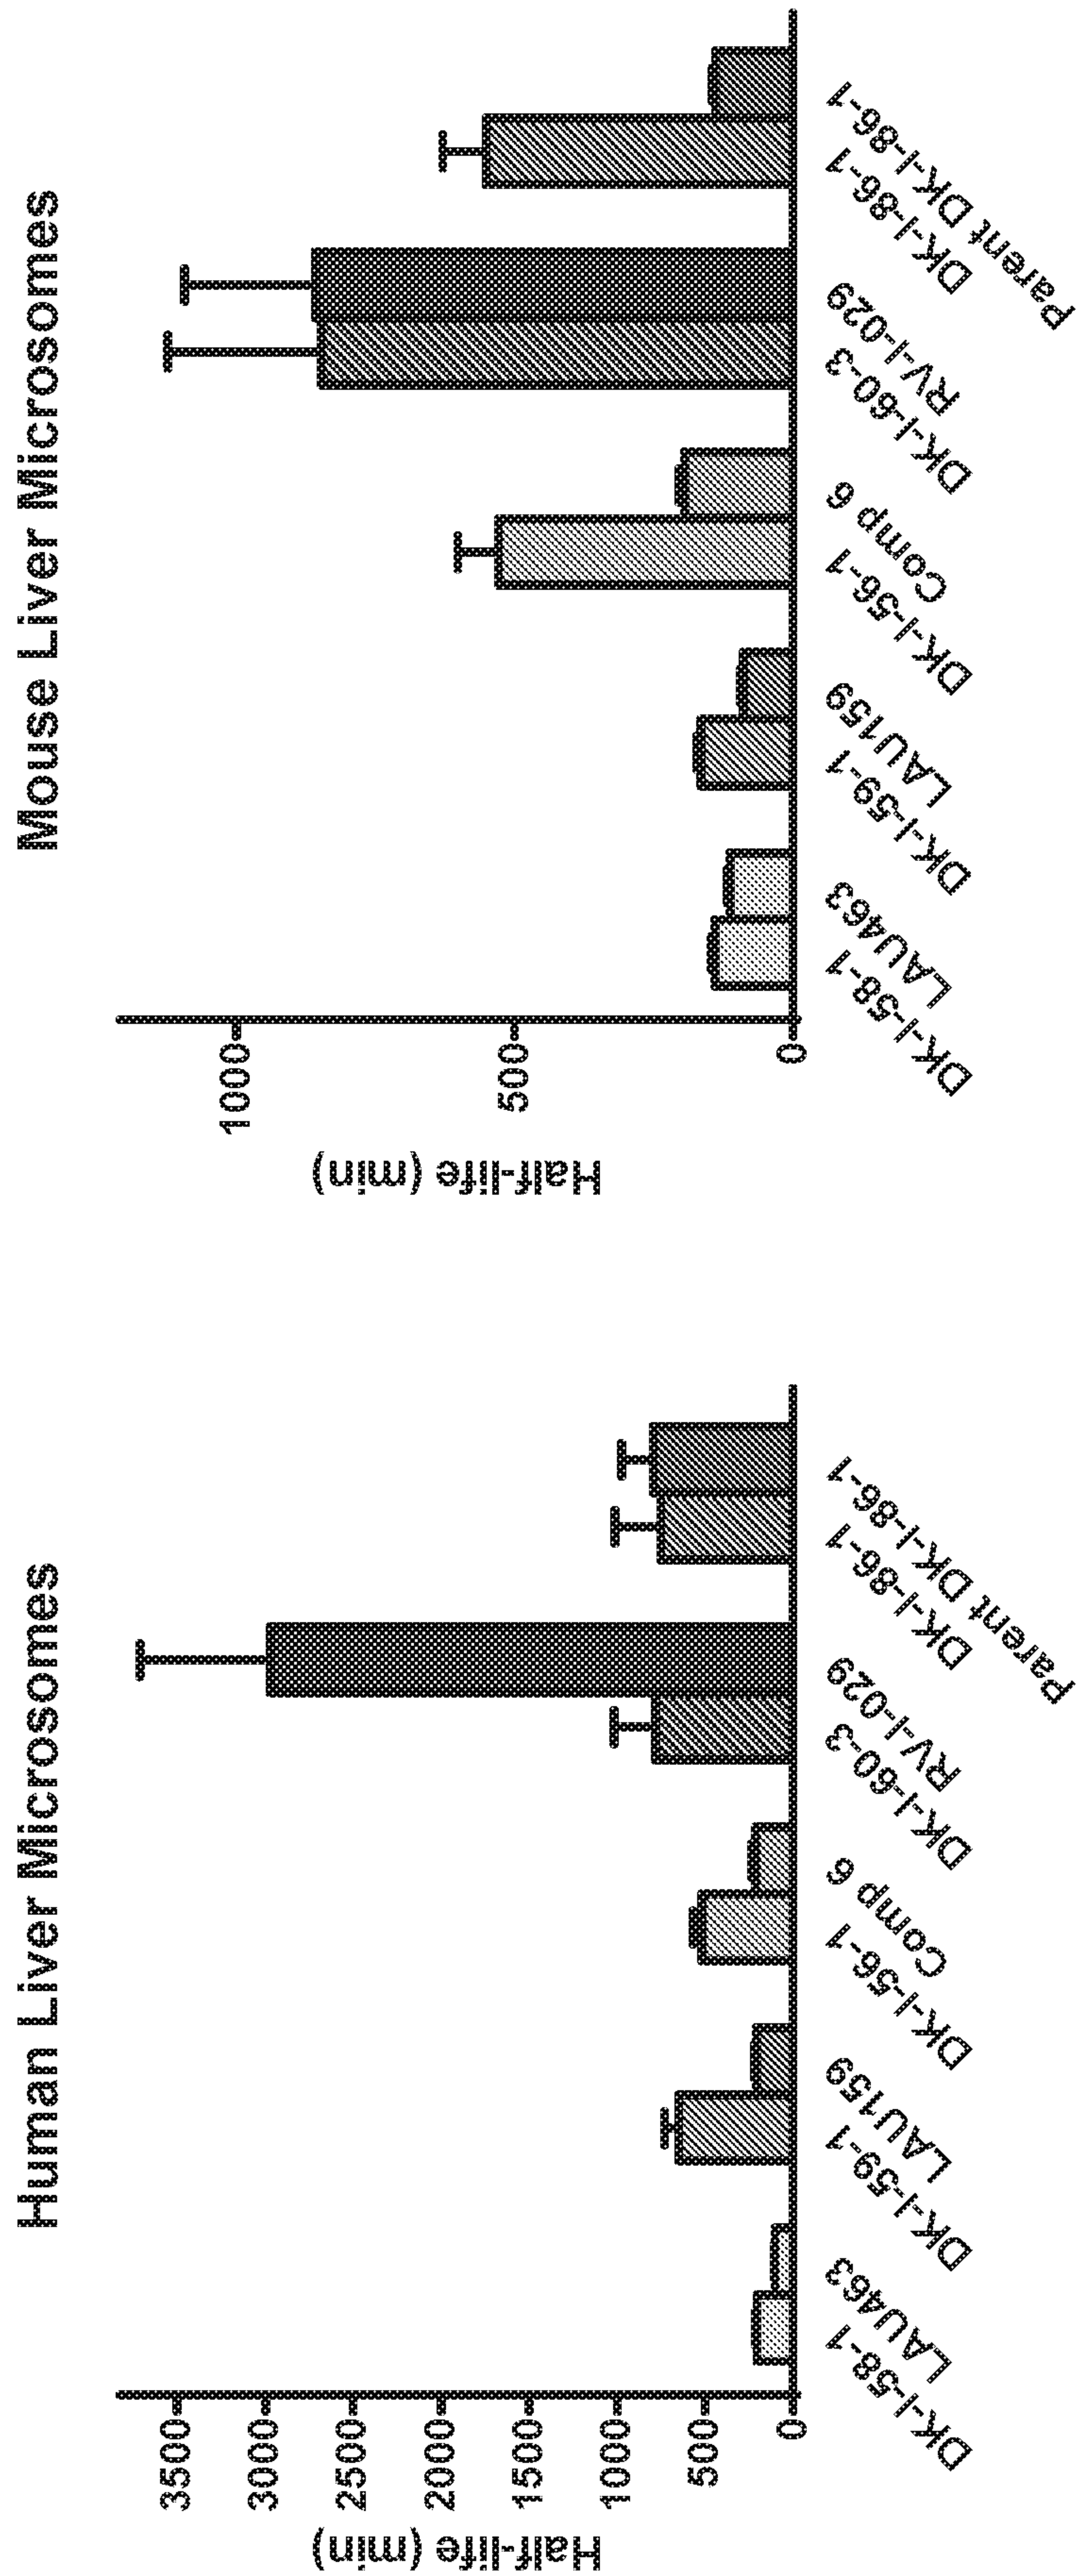 Human Liver Microsomes
Half-life (min)
3500
3000
2500
2000
1500
1000
500
0
DK-I-58-1
LAU463
DK-I-59-1
LAU159
DK-I-56-1
Comp 6
DK-I-60-3
RV-I-029
DK-I-86-1
Parent DK-I-86-1
Mouse Liver Microsomes
Half-life (min)
1000
500
0
DK-I-58-1
LAU463
DK-I-59-1
LAU159
DK-I-56-1
Comp 6
DK-I-60-3
RV-I-029
DK-I-86-1
Parent DK-I-86-1